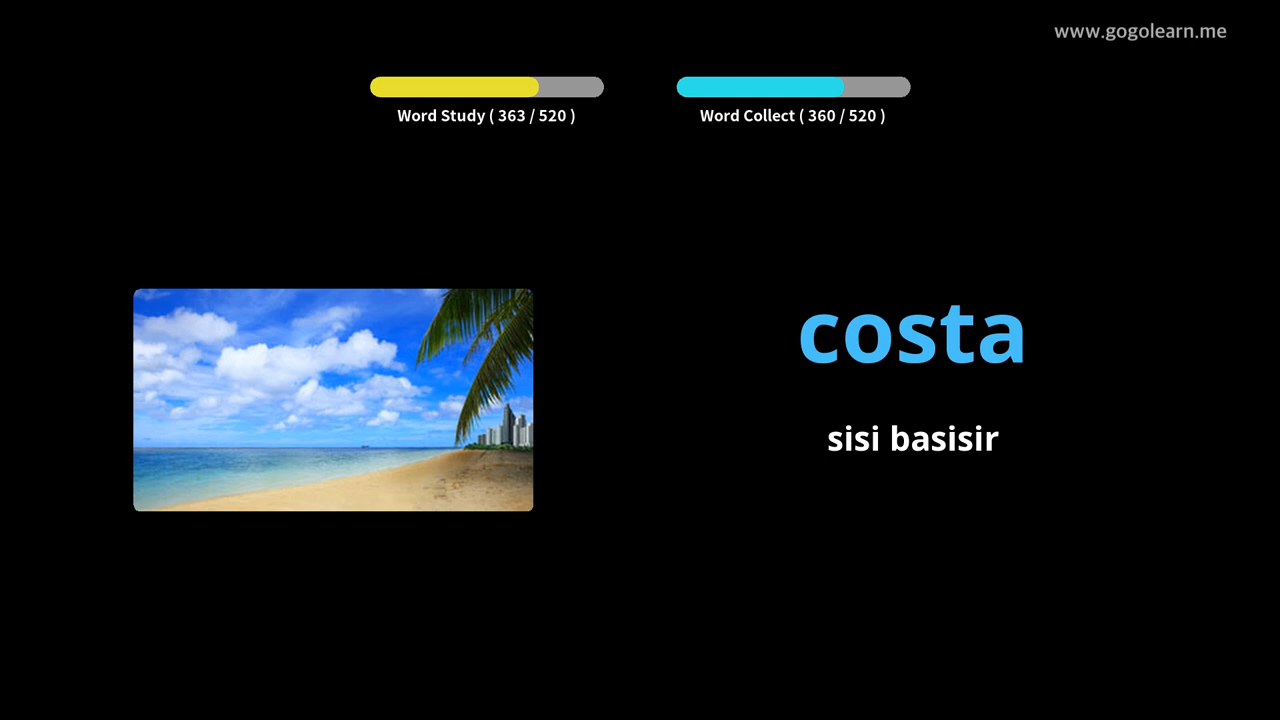 www.gogolearn.me
Word Study ( 363 / 520 )
Word Collect ( 360 / 520 )
costa
sisi basisir